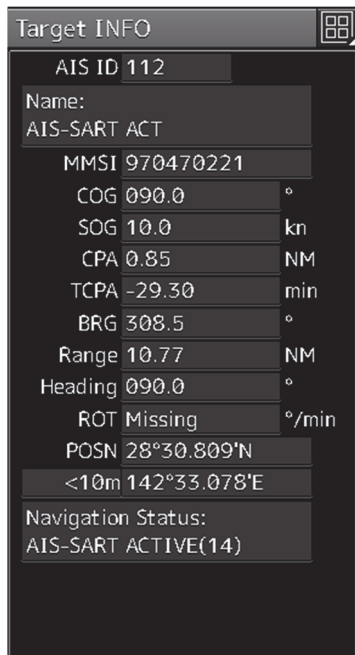 Target INFO
AIS ID 112
Name:
AIS-SART ACT
MMSI 970470221
COG 090.0 °
SOG 10.0 kn
CPA 0.85 NM
TCPA -29.30 min
BRG 308.5 °
Range 10.77 NM
Heading 090.0 °
ROT Missing °/min
POSN 28°30.809'N
<10m 142°33.078'E
Navigation Status:
AIS-SART ACTIVE(14)